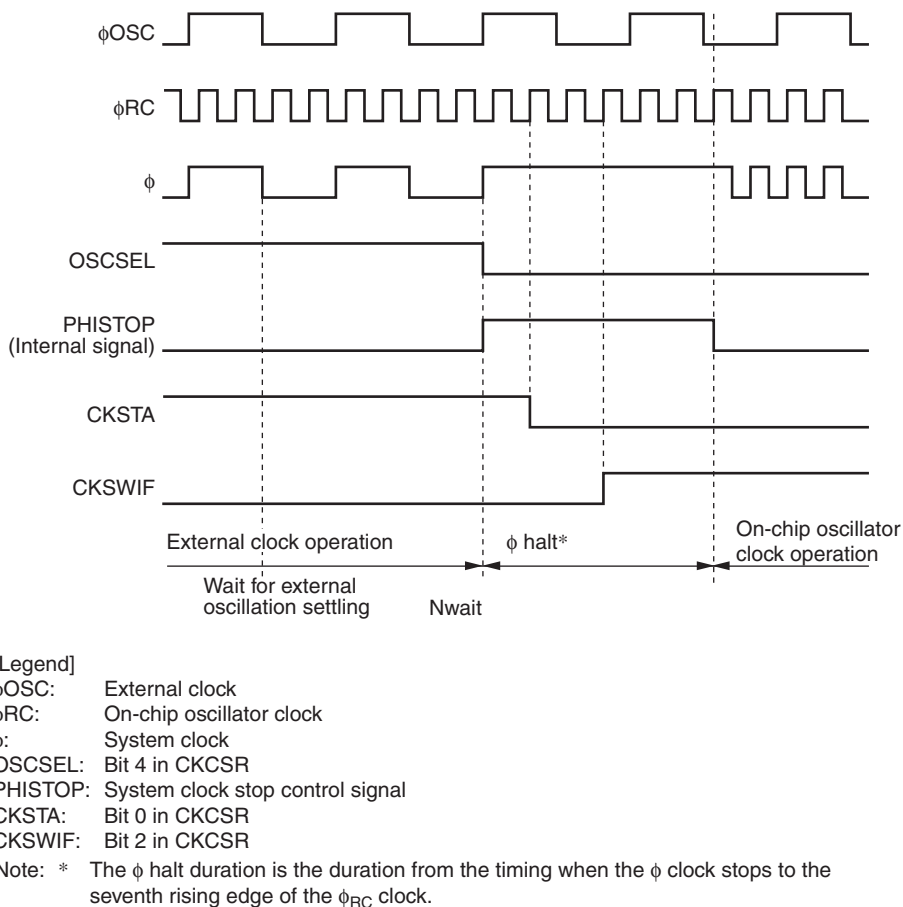 φOSC
φRC
φ
OSCSEL
PHISTOP
(Internal signal)
CKSTA
CKSWIF
External clock operation
φ halt*
On-chip oscillator
clock operation
Wait for external
oscillation settling
Nwait
Legend]
φOSC: External clock
φRC: On-chip oscillator clock
φ: System clock
OSCSEL: Bit 4 in CKCSR
PHISTOP: System clock stop control signal
CKSTA: Bit 0 in CKCSR
CKSWIF: Bit 2 in CKCSR
Note: * The φ halt duration is the duration from the timing when the φ clock stops to the
seventh rising edge of the φRC clock.